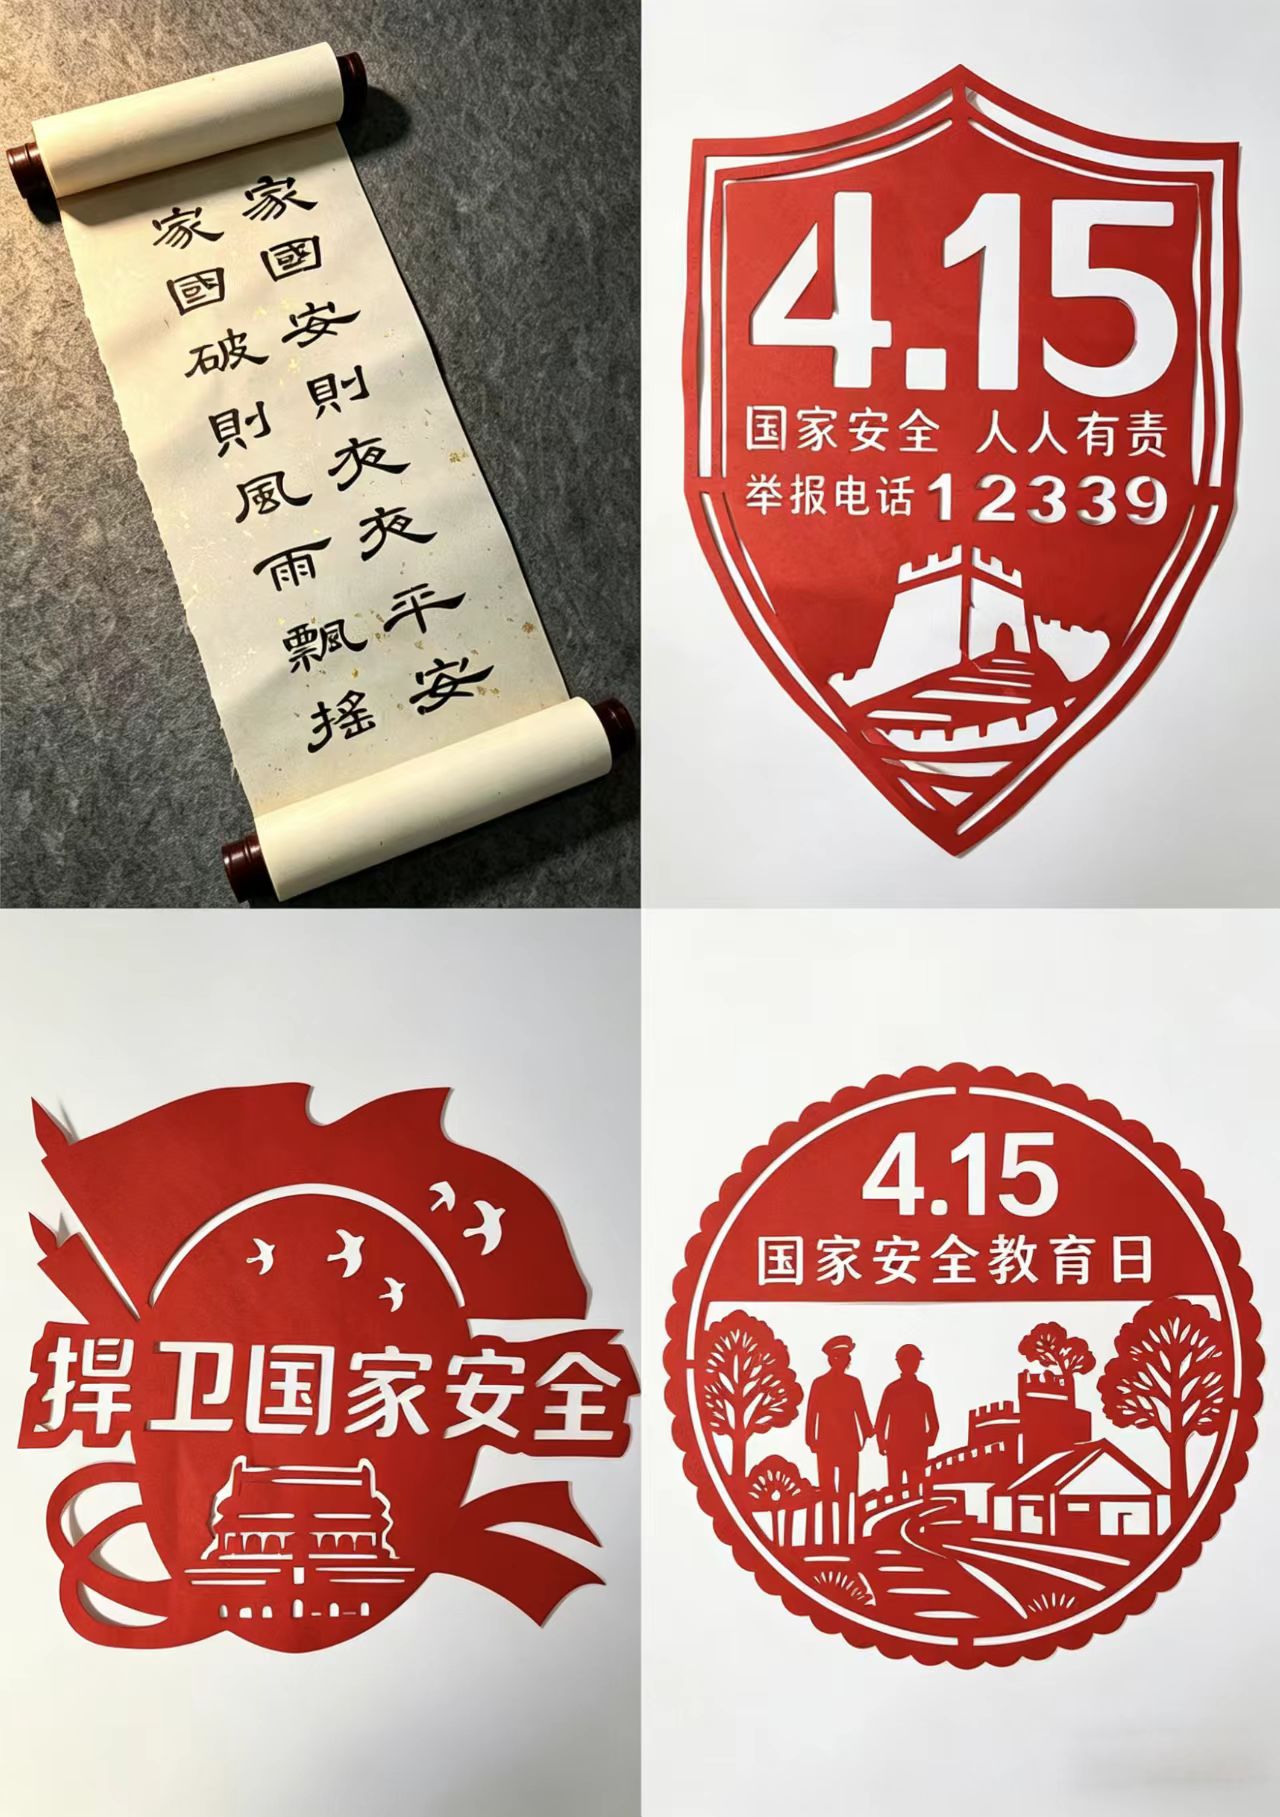 家國安則夜夜平安
家國破則風雨飄搖
4.15
国家安全 人人有责
举报电话12339
捍卫国家安全
4.15
国家安全教育日